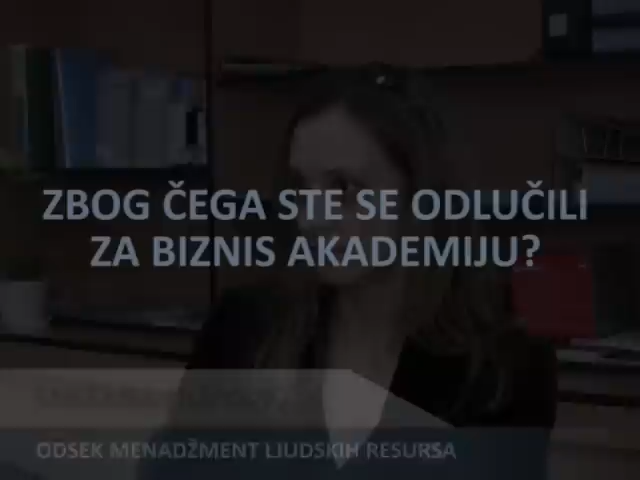 ZBOG ČEGA STE SE ODLUČILI
ZA BIZNIS AKADEMIJU?
ODSEK MENADŽMENT LJUDSKIH RESURSA